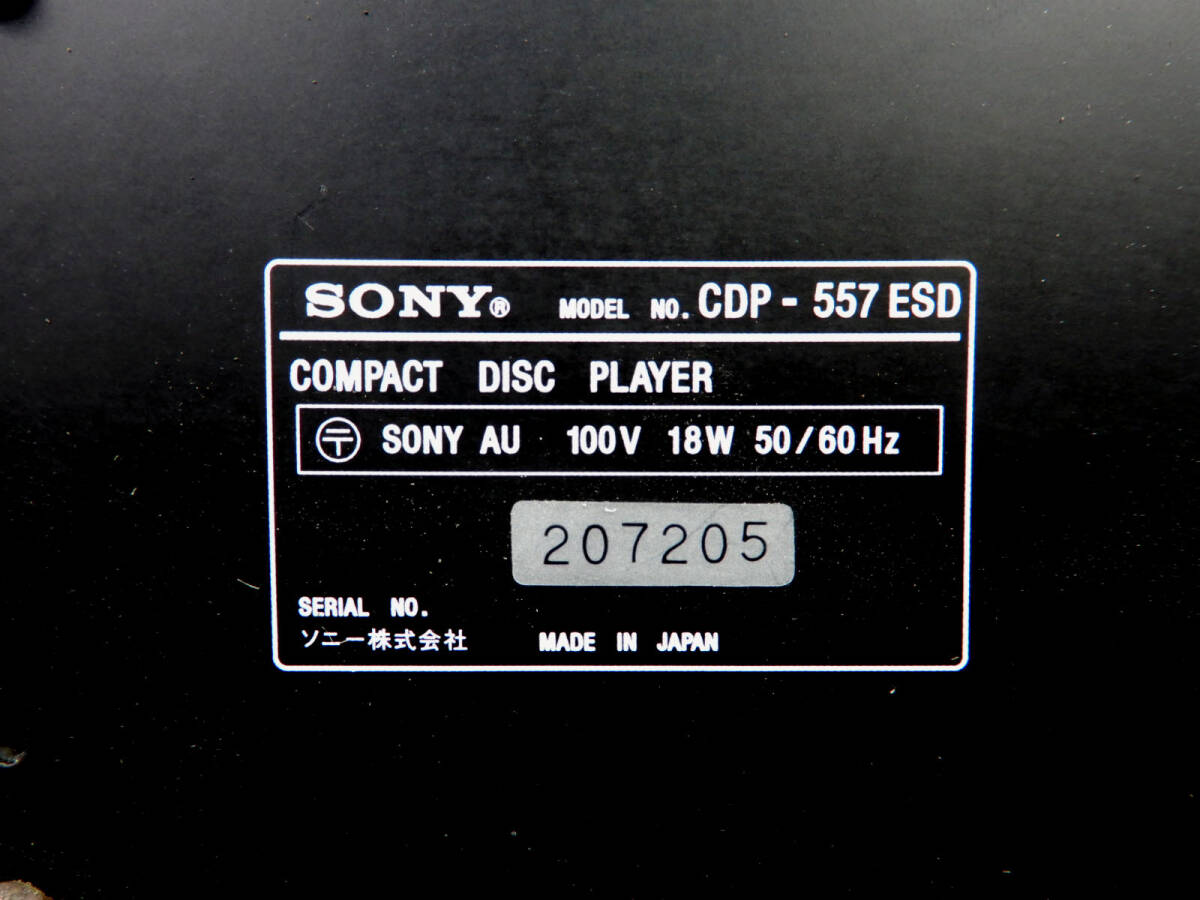 SONY® MODEL NO. CDP - 557 ESD
COMPACT DISC PLAYER
〒 SONY AU 100V 18W 50/60Hz
207205
SERIAL NO.
ソニー株式会社 MADE IN JAPAN